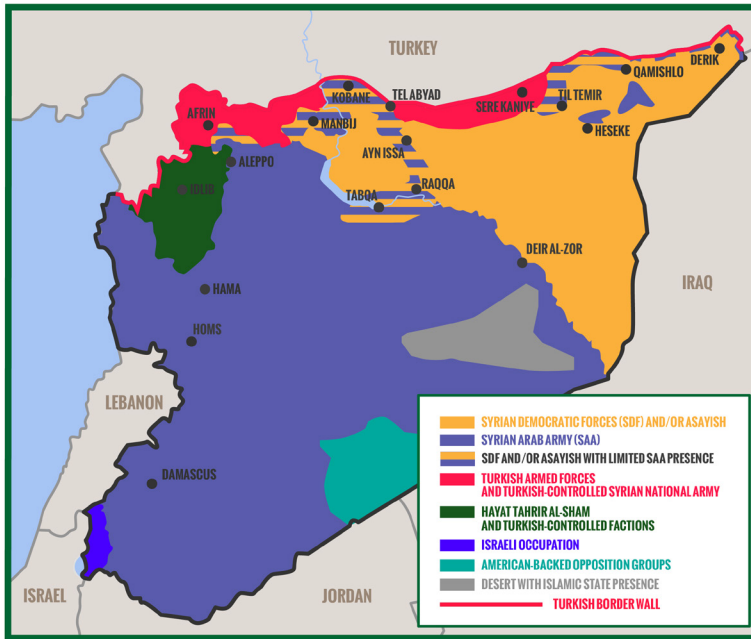 TURKEY
DERIK
QAMISHLO
KOBANE
TEL ABYAD
SERE KANIYE
TIL TEMIR
AFRIN
MANBIJ
HESEKE
ALEPPO
AYN ISSA
IDLIB
RAQQA
TABQA
DEIR AL-ZOR
IRAQ
HAMA
HOMS
LEBANON
DAMASCUS
ISRAEL
JORDAN
SYRIAN DEMOCRATIC FORCES (SDF) AND/OR ASAYISH
SYRIAN ARAB ARMY (SAA)
SDF AND/OR ASAYISH WITH LIMITED SAA PRESENCE
TURKISH ARMED FORCES
AND TURKISH-CONTROLLED SYRIAN NATIONAL ARMY
HAYAT TAHRIR AL-SHAM
AND TURKISH-CONTROLLED FACTIONS
ISRAELI OCCUPATION
AMERICAN-BACKED OPPOSITION GROUPS
DESERT WITH ISLAMIC STATE PRESENCE
TURKISH BORDER WALL